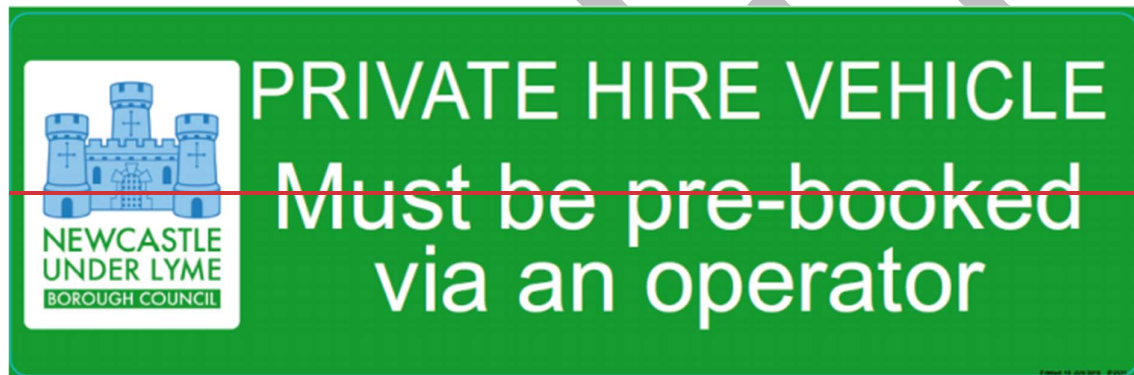 PRIVATE HIRE VEHICLE
Must be pre-booked
via an operator
NEWCASTLE
UNDER LYME
BOROUGH COUNCIL